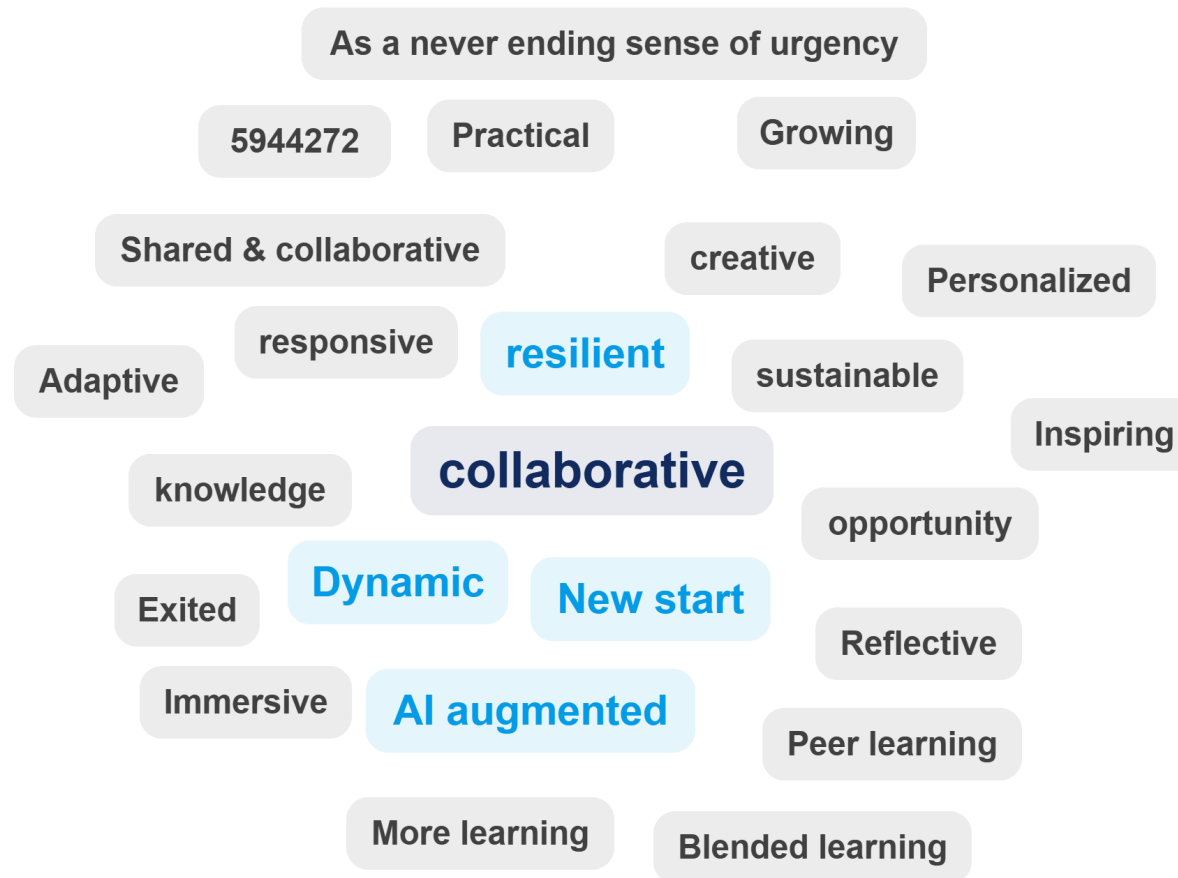 As a never ending sense of urgency
5944272
Practical
Growing
Shared & collaborative
creative
Personalized
responsive
resilient
sustainable
Adaptive
Inspiring
collaborative
knowledge
opportunity
Dynamic
New start
Exited
Reflective
Immersive
AI augmented
Peer learning
More learning
Blended learning